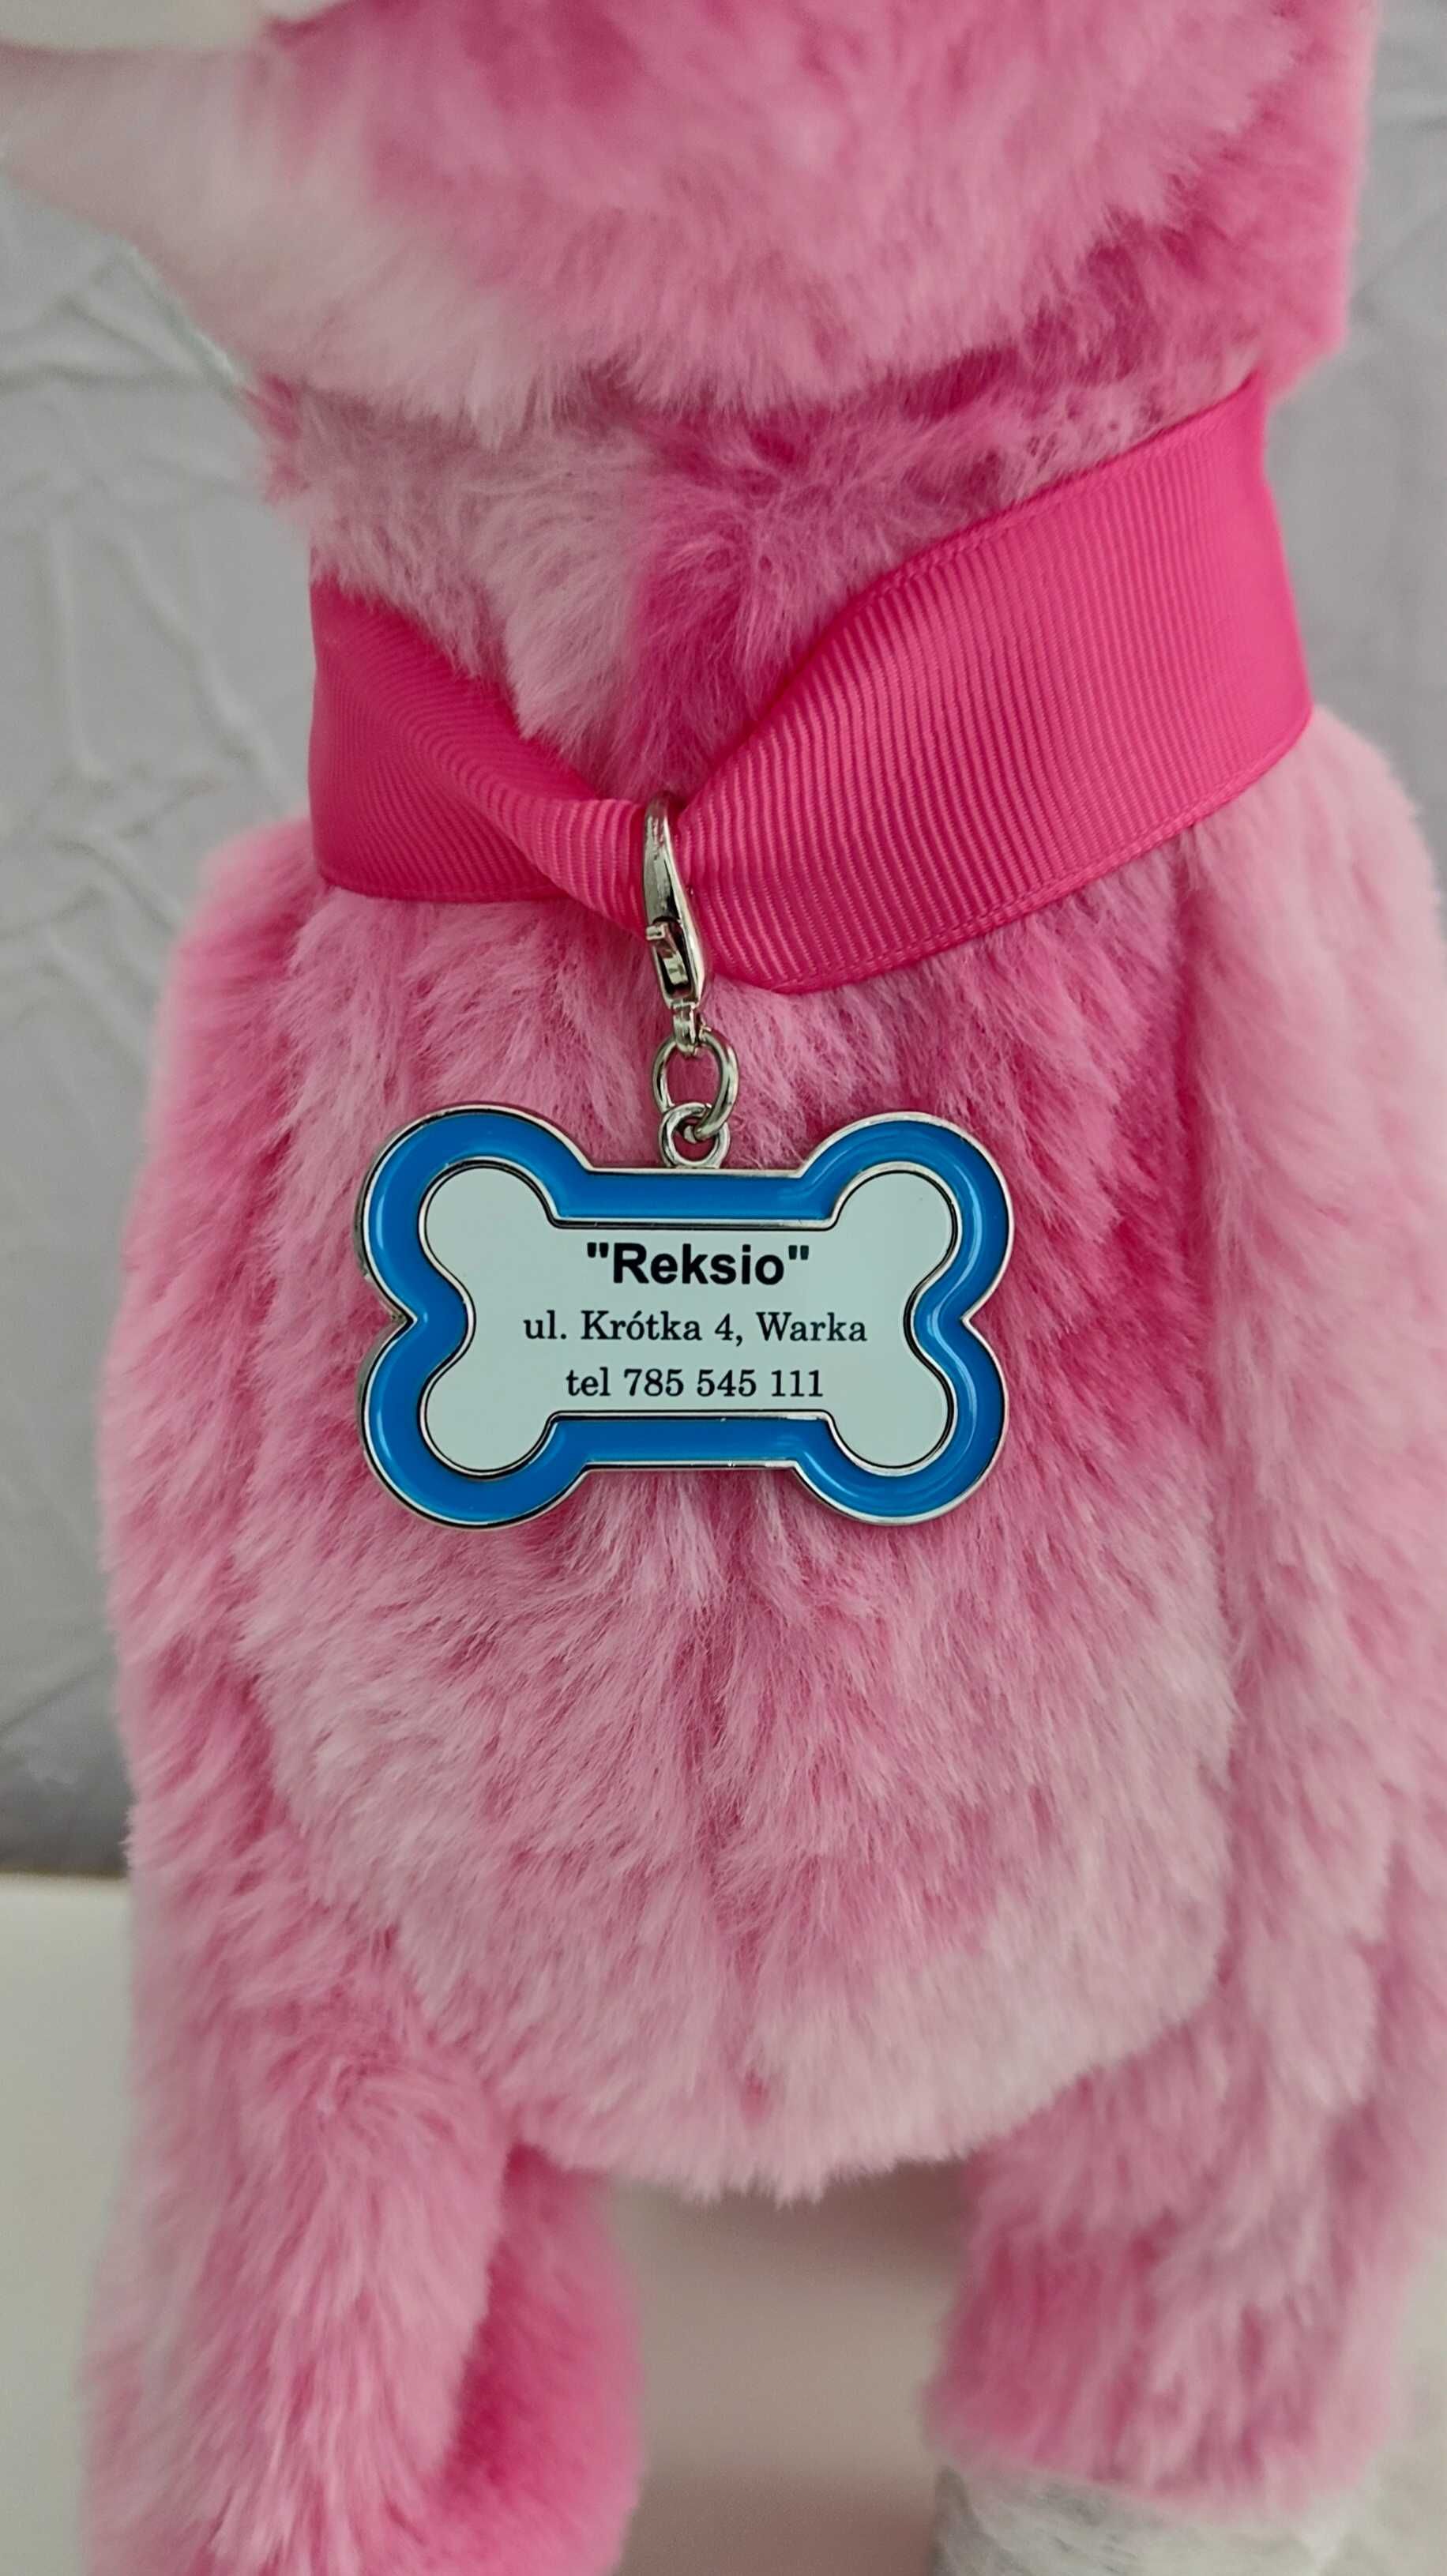 "Reksio"
ul. Krótka 4, Warka
tel 785 545 111